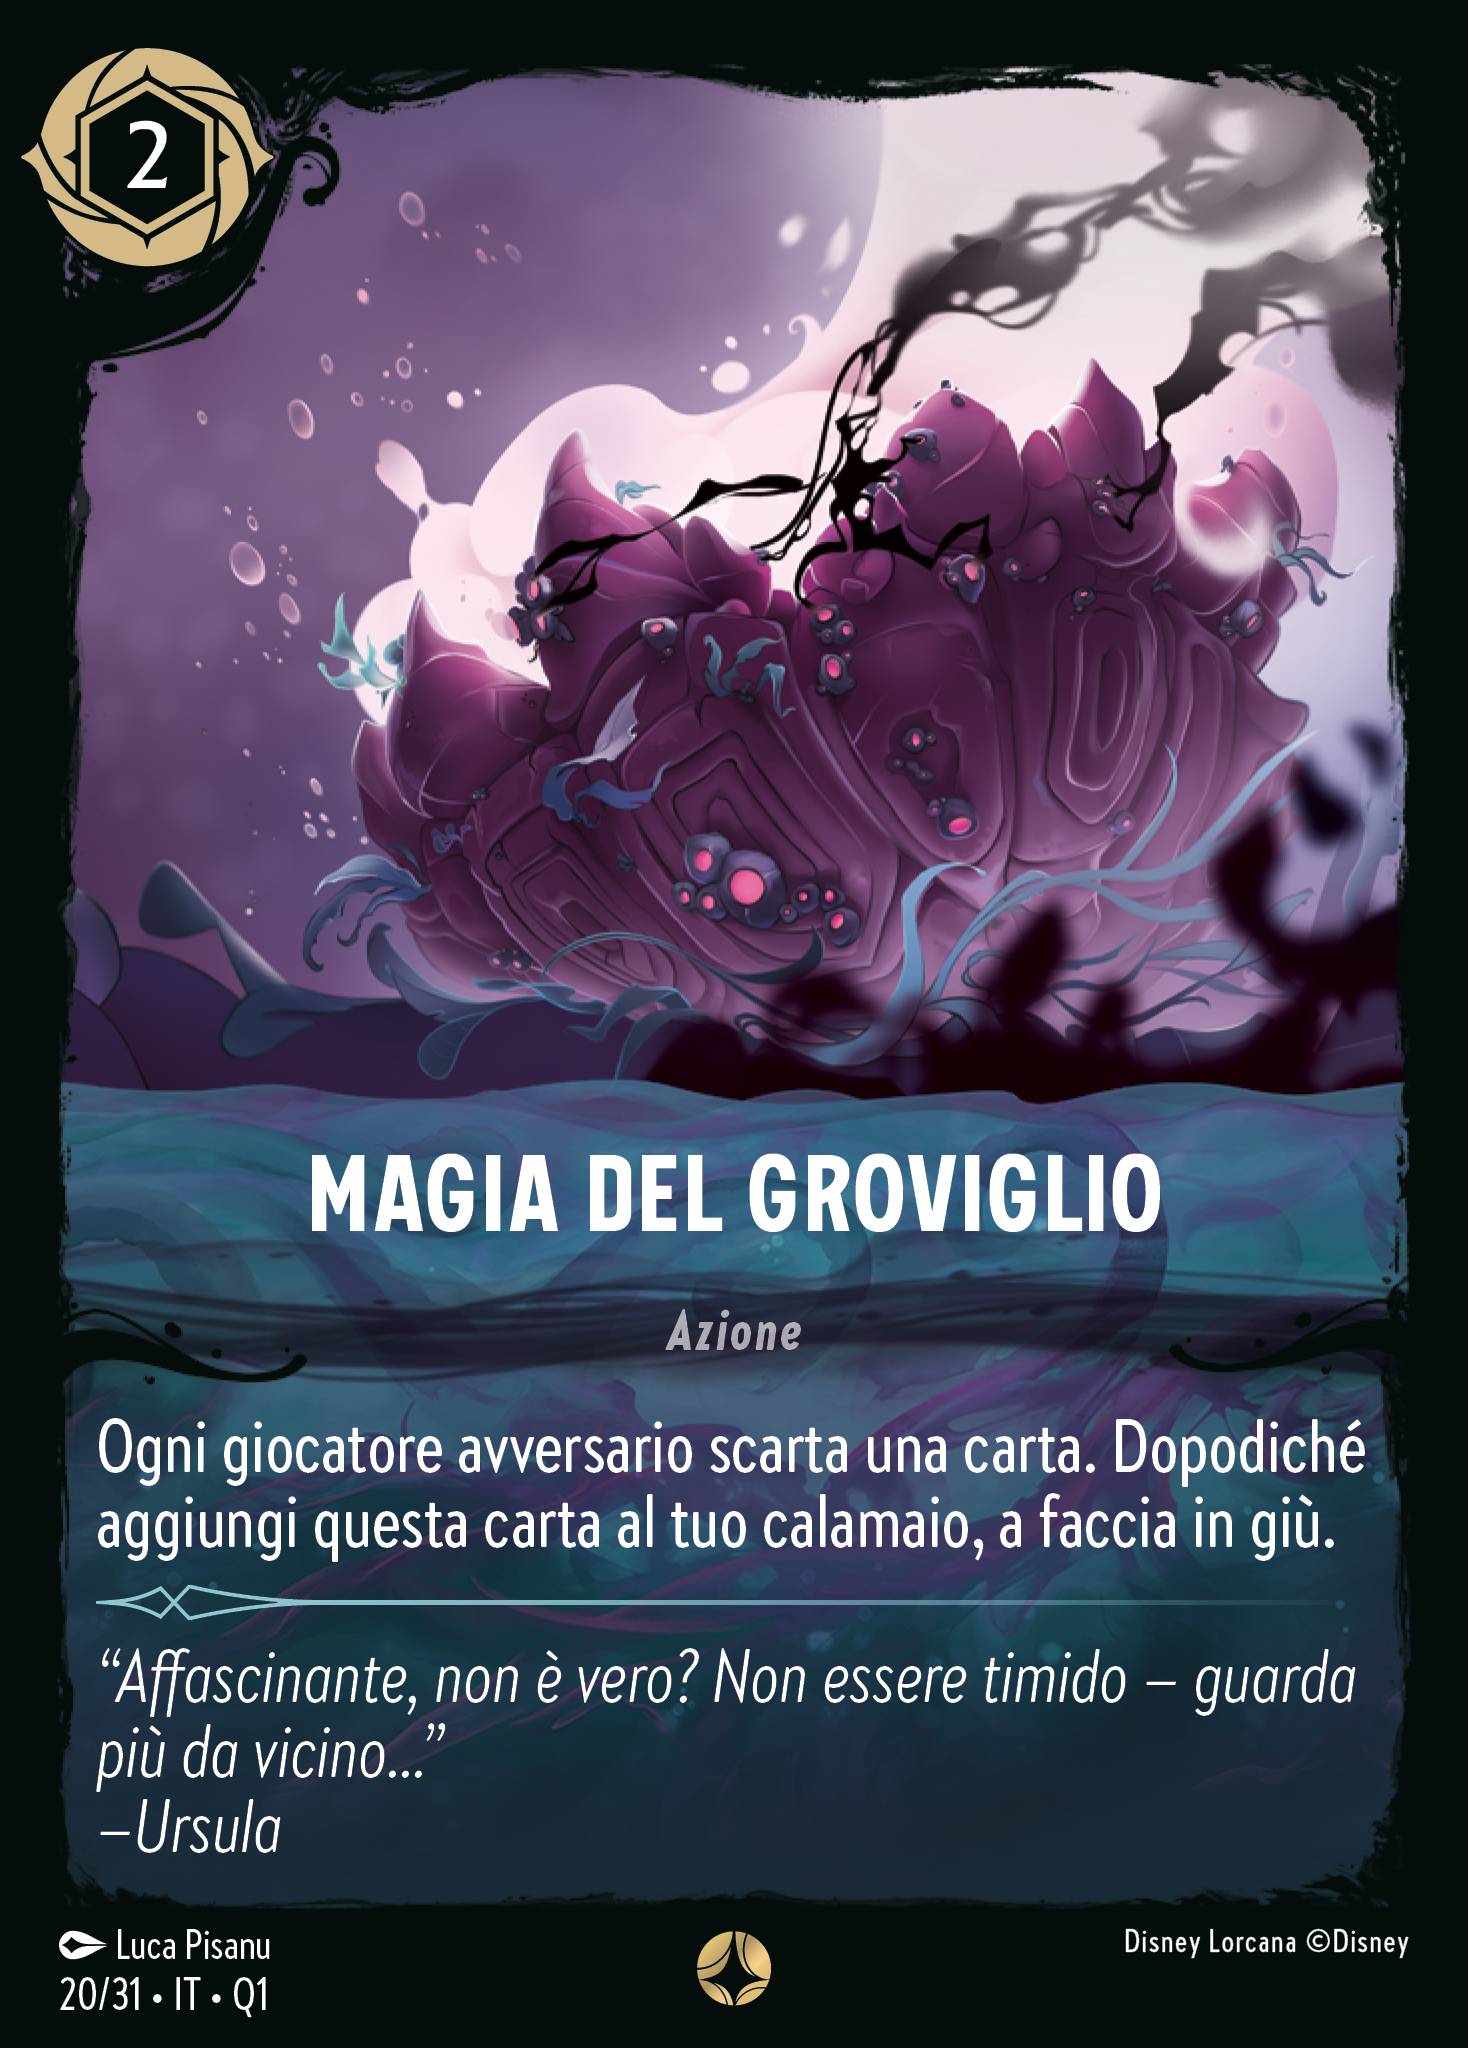 2
MAGIA DEL GROVIGLIO
Azione
Ogni giocatore avversario scarta una carta. Dopodiché
aggiungi questa carta al tuo calamaio, a faccia in giù.
“Affascinante, non è vero? Non essere timido – guarda
più da vicino...”
–Ursula
Luca Pisanu
Disney Lorcana ©Disney
20/31 • IT • Q1